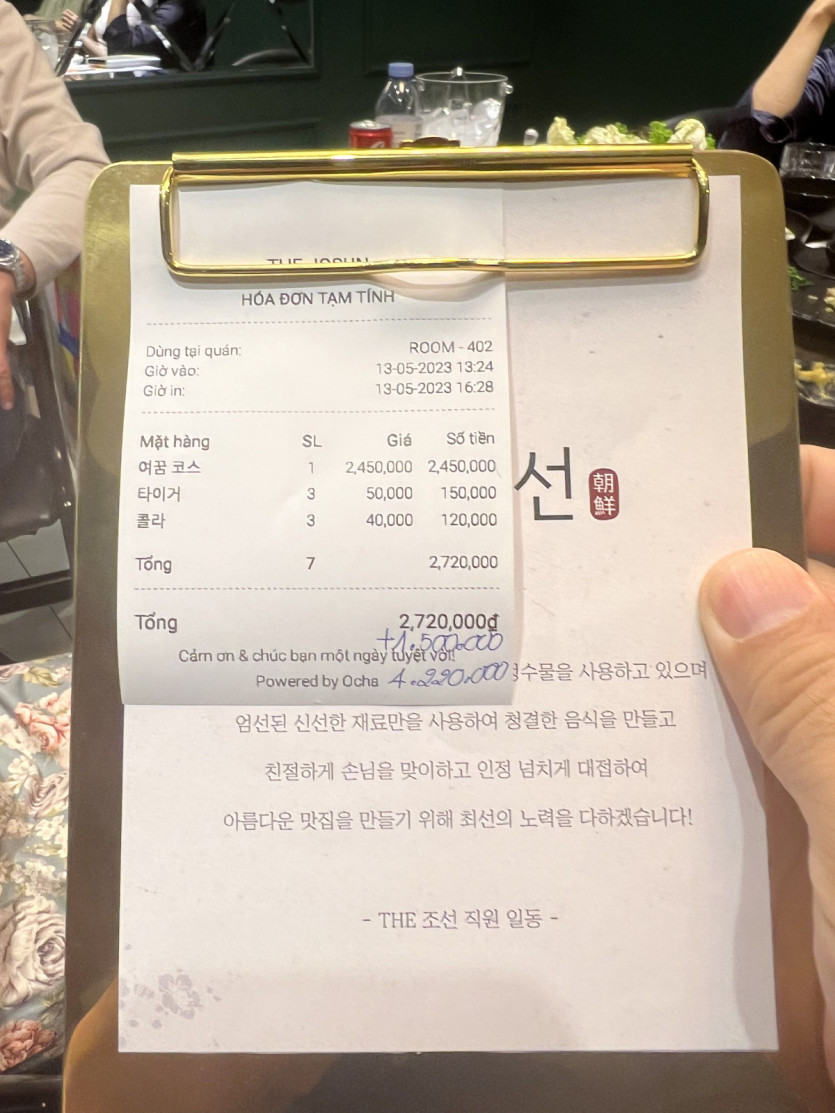 HÓA ĐƠN TẠM TÍNH
Dùng tại quán: ROOM - 402
Giờ vào: 13-05-2023 13:24
Giờ in: 13-05-2023 16:28
Mặt hàng SL Giá Số tiền
여꿈 코스 1 2,450,000 2,450,000
타이거 3 50,000 150,000
콜라 3 40,000 120,000
Tổng 7 2,720,000
Tổng 2,720,000₫
+1.500.000
Cảm ơn & chúc bạn một ngày tuyệt vời!
Powered by Ocha 4.220.000
선 朝鮮
사용하고 있으며
엄선된 신선한 재료만을 사용하여 청결한 음식을 만들고
친절하게 손님을 맞이하고 인정 넘치게 대접하여
아름다운 맛집을 만들기 위해 최선의 노력을 다하겠습니다!
- THE 조선 직원 일동 -